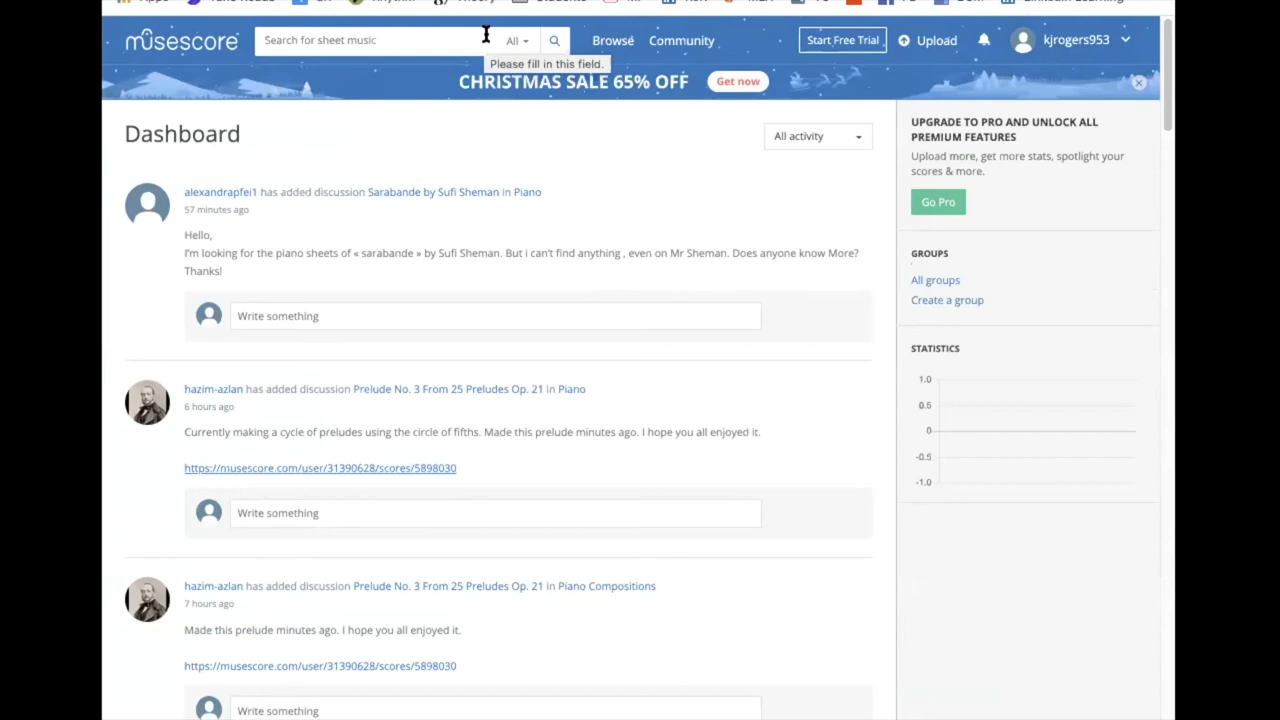 musescore
Search for sheet music
All
Browse
Community
Start Free Trial
Upload
kjrogers953
Please fill in this field.
CHRISTMAS SALE 65% OFF
Get now
Dashboard
All activity
alexandrapfei1 has added discussion Sarabande by Sufi Sheman in Piano
57 minutes ago
Hello,
I'm looking for the piano sheets of « sarabande » by Sufi Sheman. But i can't find anything , even on Mr Sheman. Does anyone know More?
Thanks!
Write something
hazim-azlan has added discussion Prelude No. 3 From 25 Preludes Op. 21 in Piano
6 hours ago
Currently making a cycle of preludes using the circle of fifths. Made this prelude minutes ago. I hope you all enjoyed it.
https://musescore.com/user/31390628/scores/5898030
Write something
hazim-azlan has added discussion Prelude No. 3 From 25 Preludes Op. 21 in Piano Compositions
7 hours ago
Made this prelude minutes ago. I hope you all enjoyed it.
https://musescore.com/user/31390628/scores/5898030
Write something
UPGRADE TO PRO AND UNLOCK ALL
PREMIUM FEATURES
Upload more, get more stats, spotlight your
scores & more.
Go Pro
GROUPS
All groups
Create a group
STATISTICS
1.0
0.5
0
-0.5
-1.0